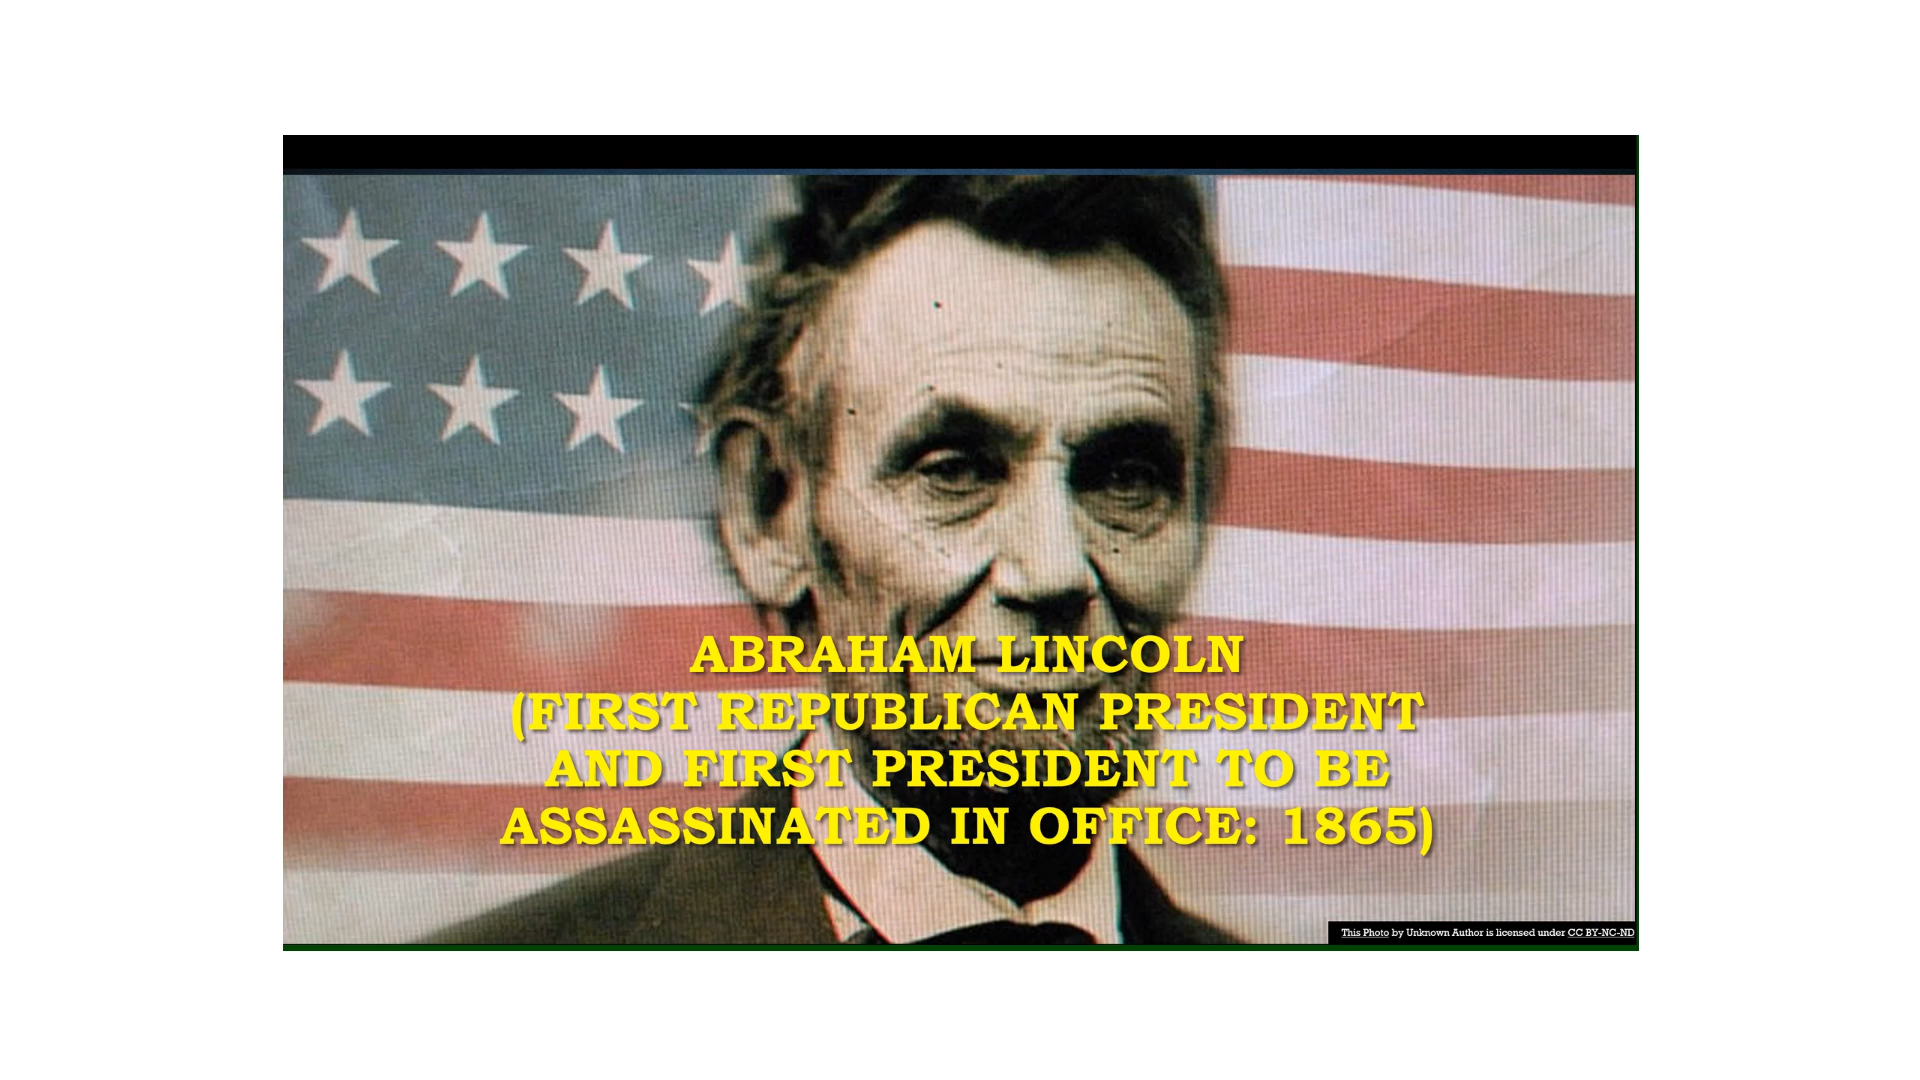 ABRAHAM LINCOLN
(FIRST REPUBLICAN PRESIDENT
AND FIRST PRESIDENT TO BE
ASSASSINATED IN OFFICE: 1865)
This Photo by Unknown Author is licensed under CC BY-NC-ND